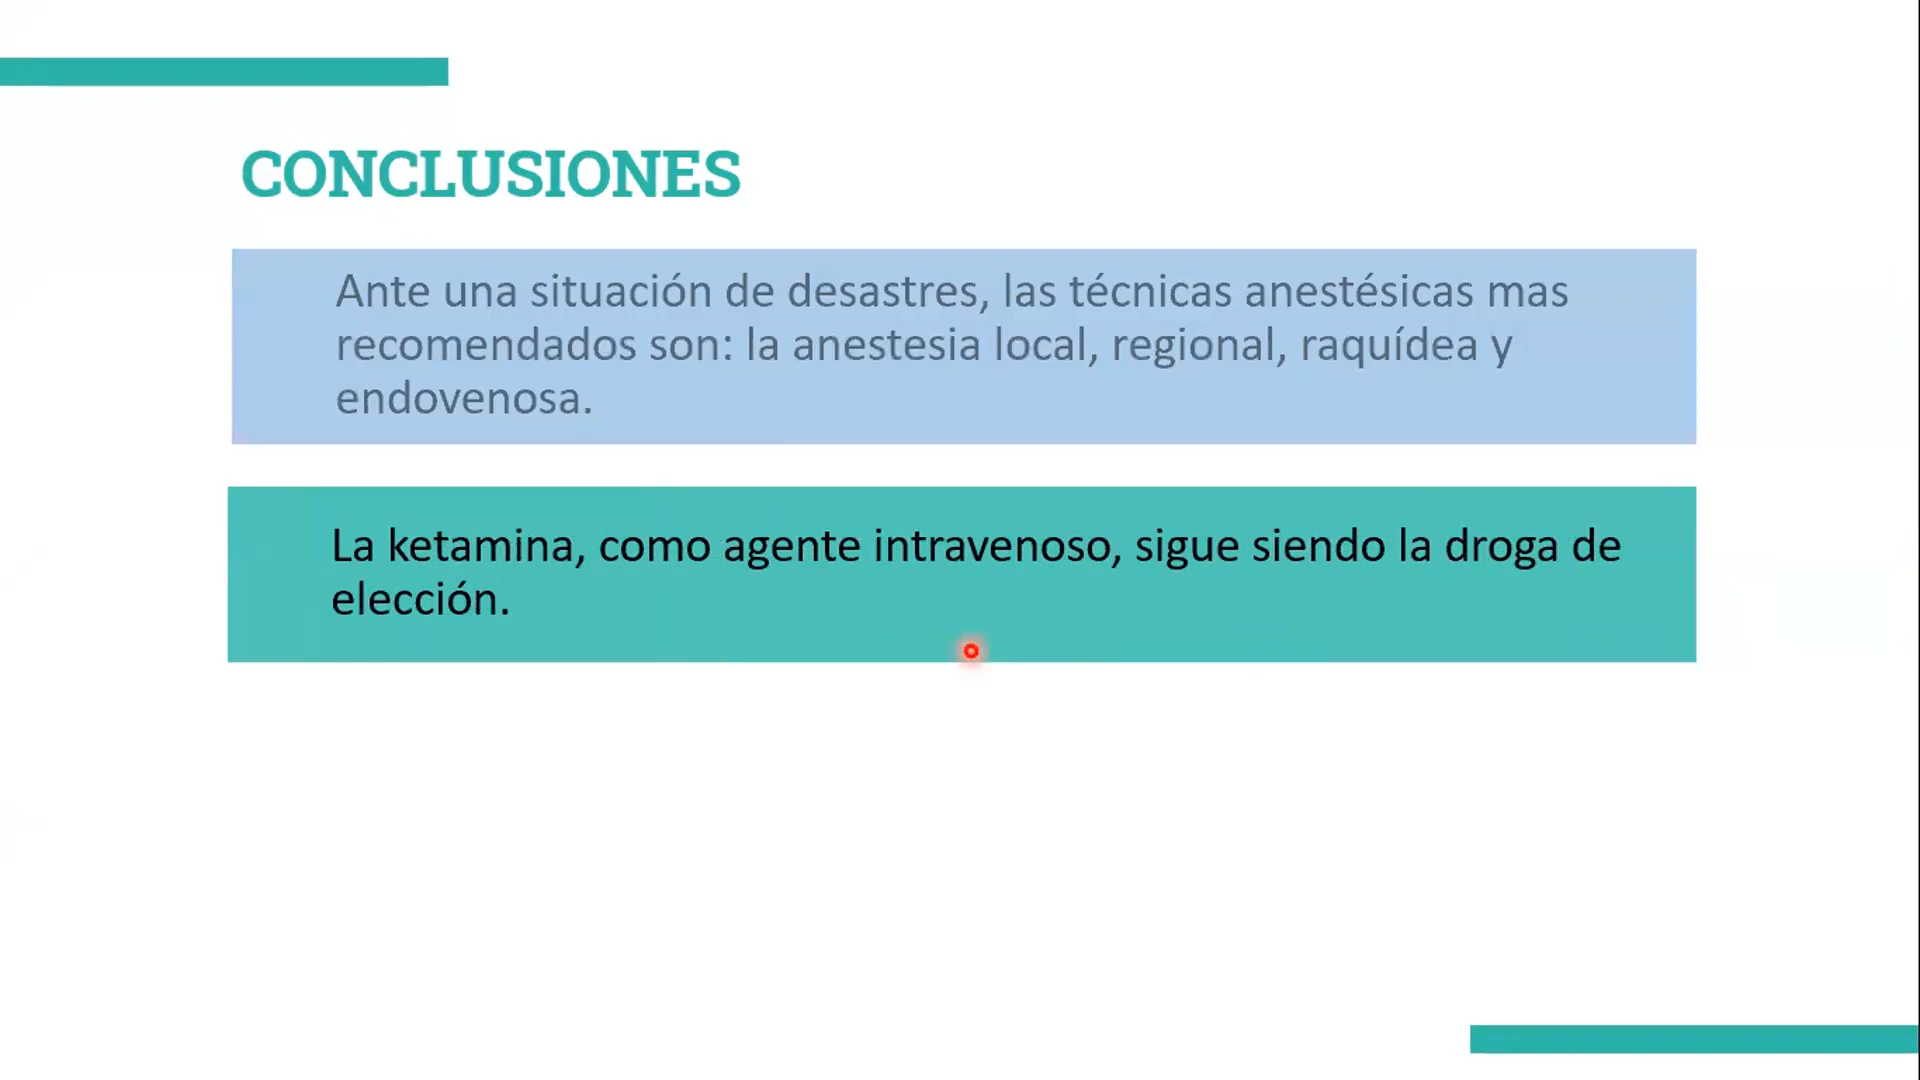 CONCLUSIONES
Ante una situación de desastres, las técnicas anestésicas mas
recomendados son: la anestesia local, regional, raquídea y
endovenosa.
La ketamina, como agente intravenoso, sigue siendo la droga de
elección.